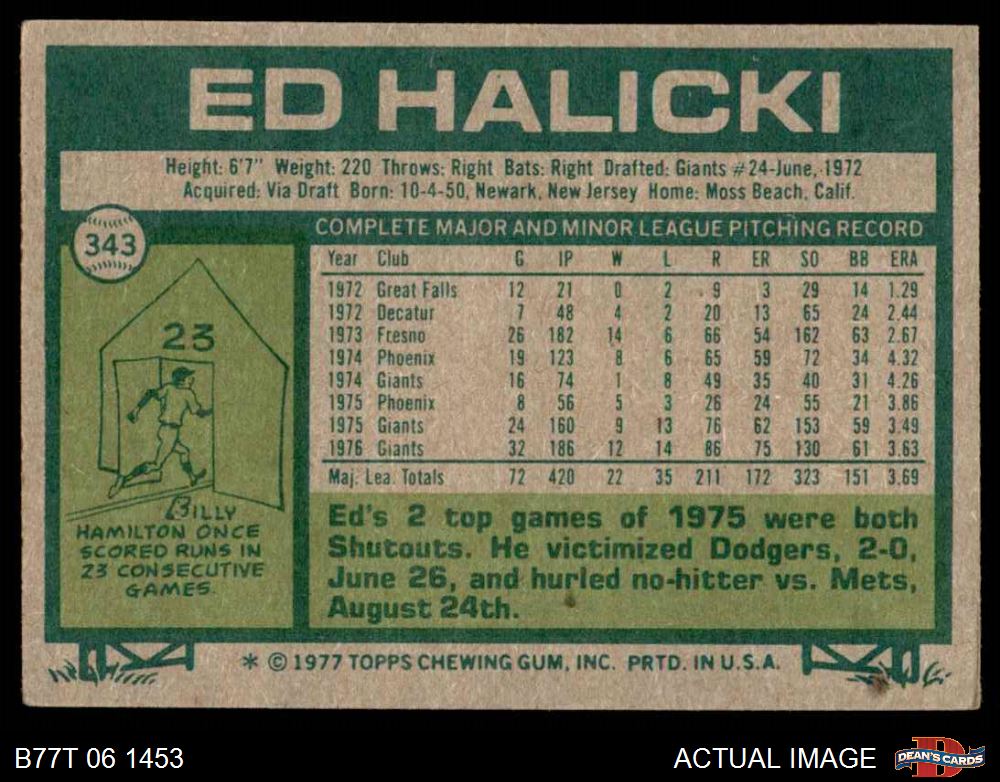 ED HALICKI
Height: 6'7" Weight: 220 Throws: Right Bats: Right Drafted: Giants #24-June, 1972
Acquired: Via Draft Born: 10-4-50, Newark, New Jersey Home: Moss Beach, Calif.
343
COMPLETE MAJOR AND MINOR LEAGUE PITCHING RECORD
Year Club G IP W L R ER SO BB ERA
1972 Great Falls 12 21 0 2 9 3 29 14 1.29
1972 Decatur 7 48 4 2 20 13 65 24 2.44
1973 Fresno 26 182 14 6 66 54 162 63 2.67
1974 Phoenix 19 123 8 6 65 59 72 34 4.32
1974 Giants 16 74 1 8 49 35 40 31 4.26
1975 Phoenix 8 56 5 3 26 24 55 21 3.86
1975 Giants 24 160 9 13 76 62 153 59 3.49
1976 Giants 32 186 12 14 86 75 130 61 3.63
Maj. Lea. Totals 72 420 22 35 211 172 323 151 3.69
23
BILLY
HAMILTON ONCE
SCORED RUNS IN
23 CONSECUTIVE
GAMES.
Ed's 2 top games of 1975 were both
Shutouts. He victimized Dodgers, 2-0,
June 26, and hurled no-hitter vs. Mets,
August 24th.
* © 1977 TOPPS CHEWING GUM, INC. PRTD. IN U.S.A.
B77T 06 1453
ACTUAL IMAGE
D
DEAN'S CARDS